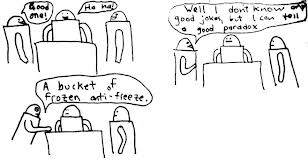 Good
one!
Ha ha!
Well I don't know any
good jokes, but I can tell
a good paradox
A bucket of
frozen anti-freeze.